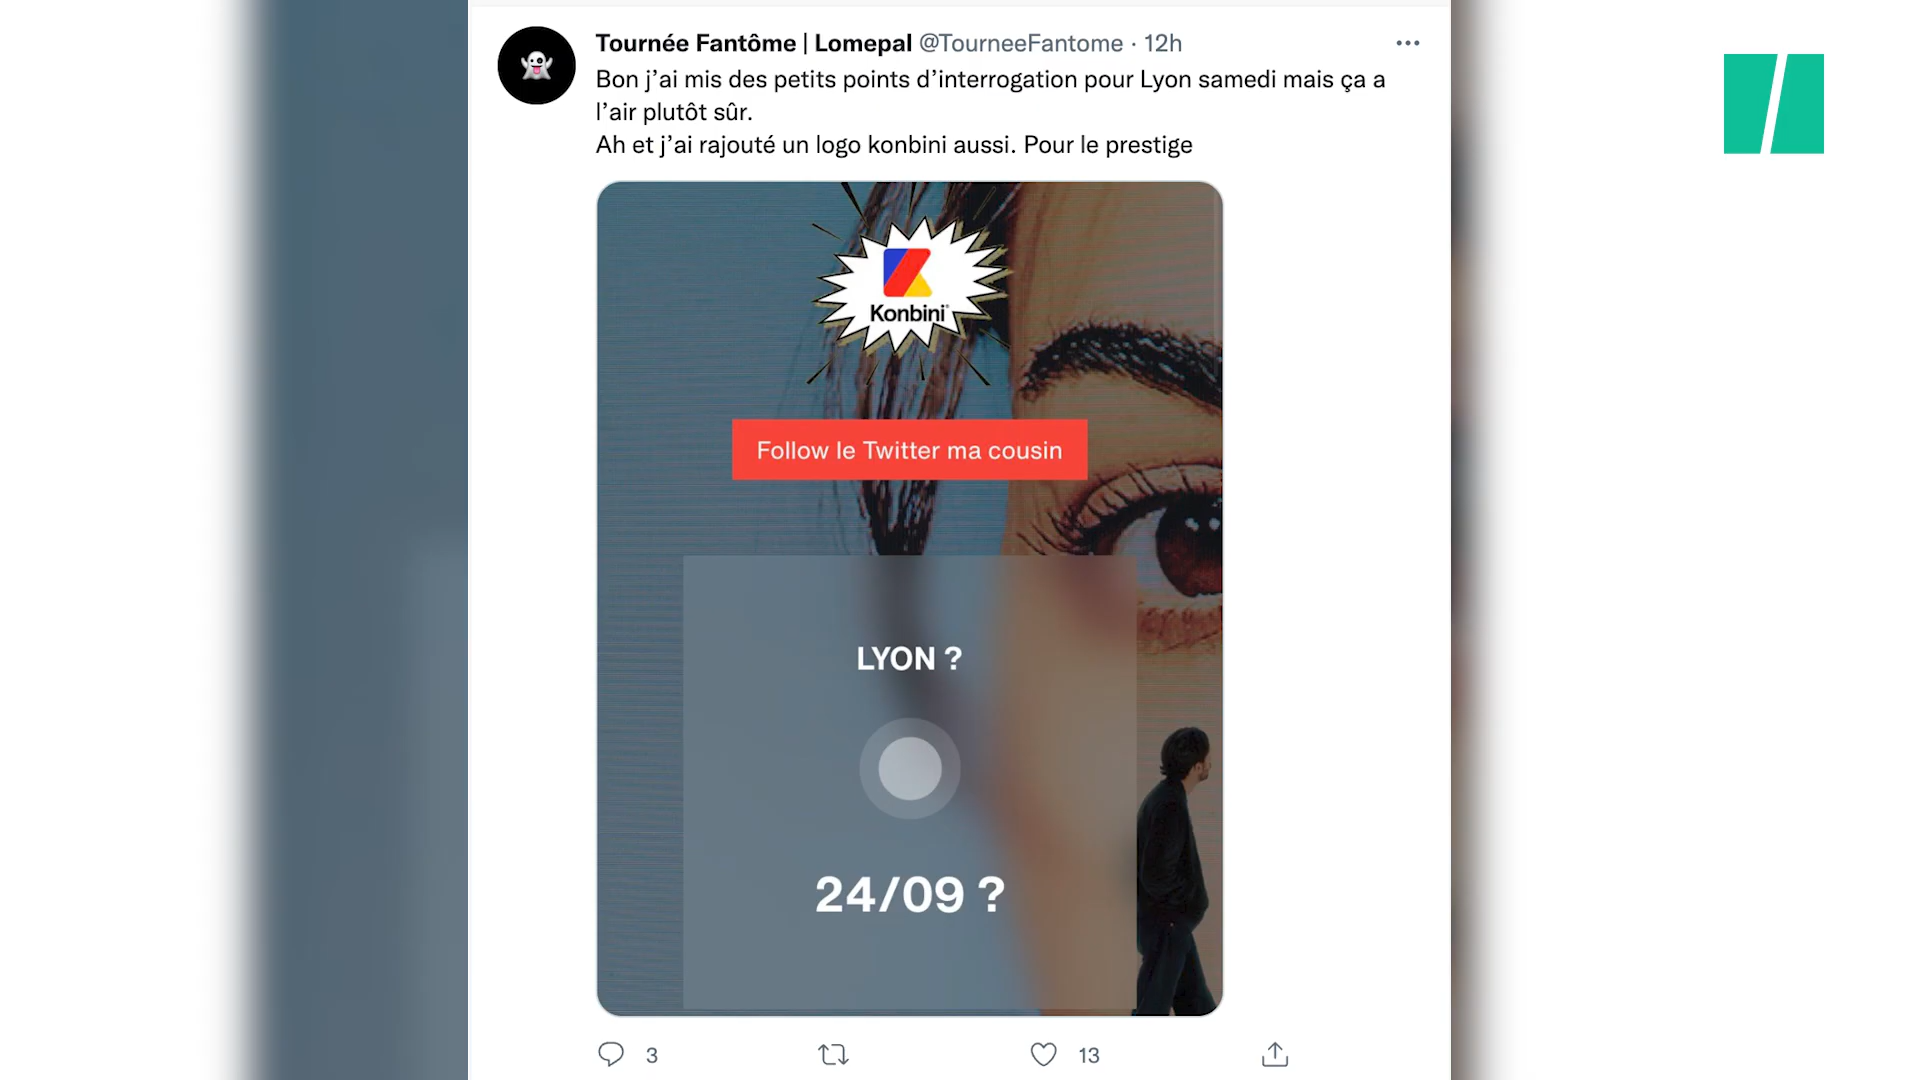 Tournée Fantôme | Lomepal @TourneeFantome · 12h
Bon j’ai mis des petits points d’interrogation pour Lyon samedi mais ça a
l’air plutôt sûr.
Ah et j’ai rajouté un logo konbini aussi. Pour le prestige
Konbini
Follow le Twitter ma cousin
LYON ?
24/09 ?
3
13